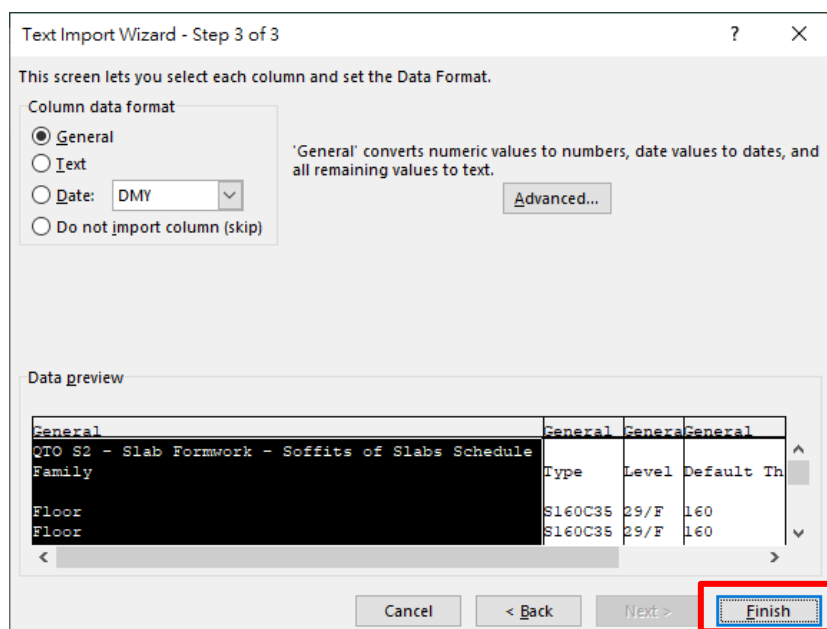 Text Import Wizard - Step 3 of 3 ?
This screen lets you select each column and set the Data Format.
Column data format
General
Text
Date: DMY
Do not import column (skip)
'General' converts numeric values to numbers, date values to dates, and
all remaining values to text.
Advanced...
Data preview
General General Genera General
QTO S2 - Slab Formwork - Soffits of Slabs Schedule
Family Type Level Default Th
Floor S160C35 29/F 160
Floor S160C35 29/F 160
Cancel < Back Next > Finish